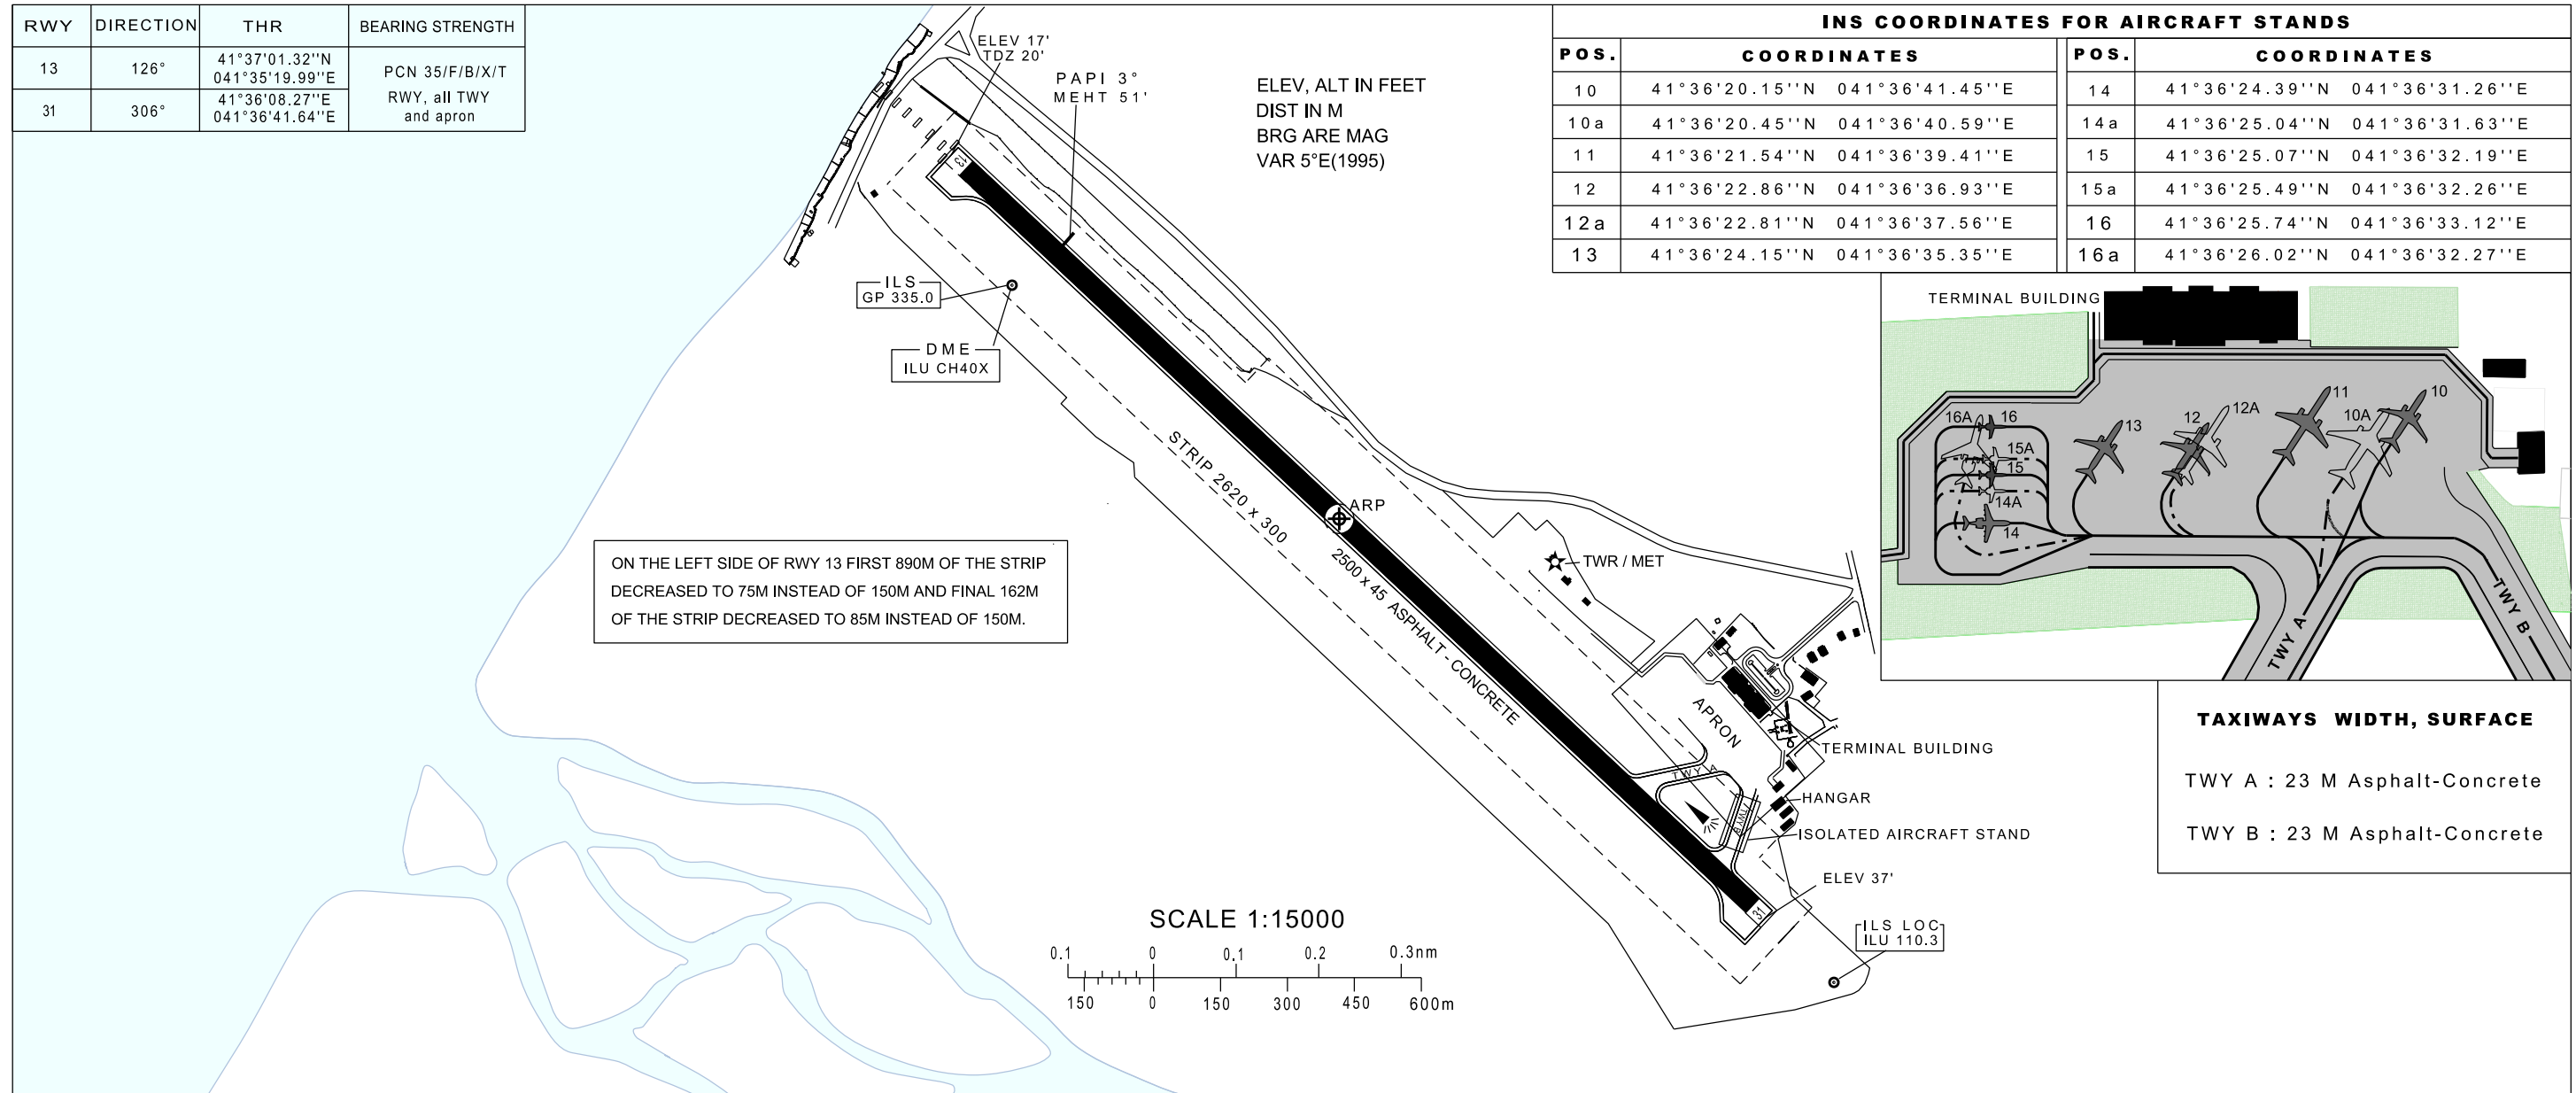 RWY DIRECTION THR BEARING STRENGTH
13 126° 41°37'01.32''N 041°35'19.99''E
31 306° 41°36'08.27''E 041°36'41.64''E
PCN 35/F/B/X/T
RWY, all TWY
and apron
ELEV 17'
TDZ 20'
PAPI 3°
MEHT 51'
ELEV, ALT IN FEET
DIST IN M
BRG ARE MAG
VAR 5°E(1995)
INS COORDINATES FOR AIRCRAFT STANDS
POS. COORDINATES POS. COORDINATES
10 41°36'20.15''N 041°36'41.45''E 14 41°36'24.39''N 041°36'31.26''E
10a 41°36'20.45''N 041°36'40.59''E 14a 41°36'25.04''N 041°36'31.63''E
11 41°36'21.54''N 041°36'39.41''E 15 41°36'25.07''N 041°36'32.19''E
12 41°36'22.86''N 041°36'36.93''E 15a 41°36'25.49''N 041°36'32.26''E
12a 41°36'22.81''N 041°36'37.56''E 16 41°36'25.74''N 041°36'33.12''E
13 41°36'24.15''N 041°36'35.35''E 16a 41°36'26.02''N 041°36'32.27''E
13
ILS
GP 335.0
DME
ILU CH40X
STRIP 2620 x 300
ARP
2500 x 45 ASPHALT - CONCRETE
TWR / MET
ON THE LEFT SIDE OF RWY 13 FIRST 890M OF THE STRIP
DECREASED TO 75M INSTEAD OF 150M AND FINAL 162M
OF THE STRIP DECREASED TO 85M INSTEAD OF 150M.
APRON
TERMINAL BUILDING
TWY A
TWY B
HANGAR
ISOLATED AIRCRAFT STAND
ELEV 37'
31
ILS LOC
ILU 110.3
SCALE 1:15000
0.1 0 0.1 0.2 0.3nm
150 0 150 300 450 600m
TERMINAL BUILDING
16A 16 13 12 12A 11 10A 10
15A
15
14A
14
TWY A
TWY B
TAXIWAYS WIDTH, SURFACE
TWY A : 23 M Asphalt-Concrete
TWY B : 23 M Asphalt-Concrete